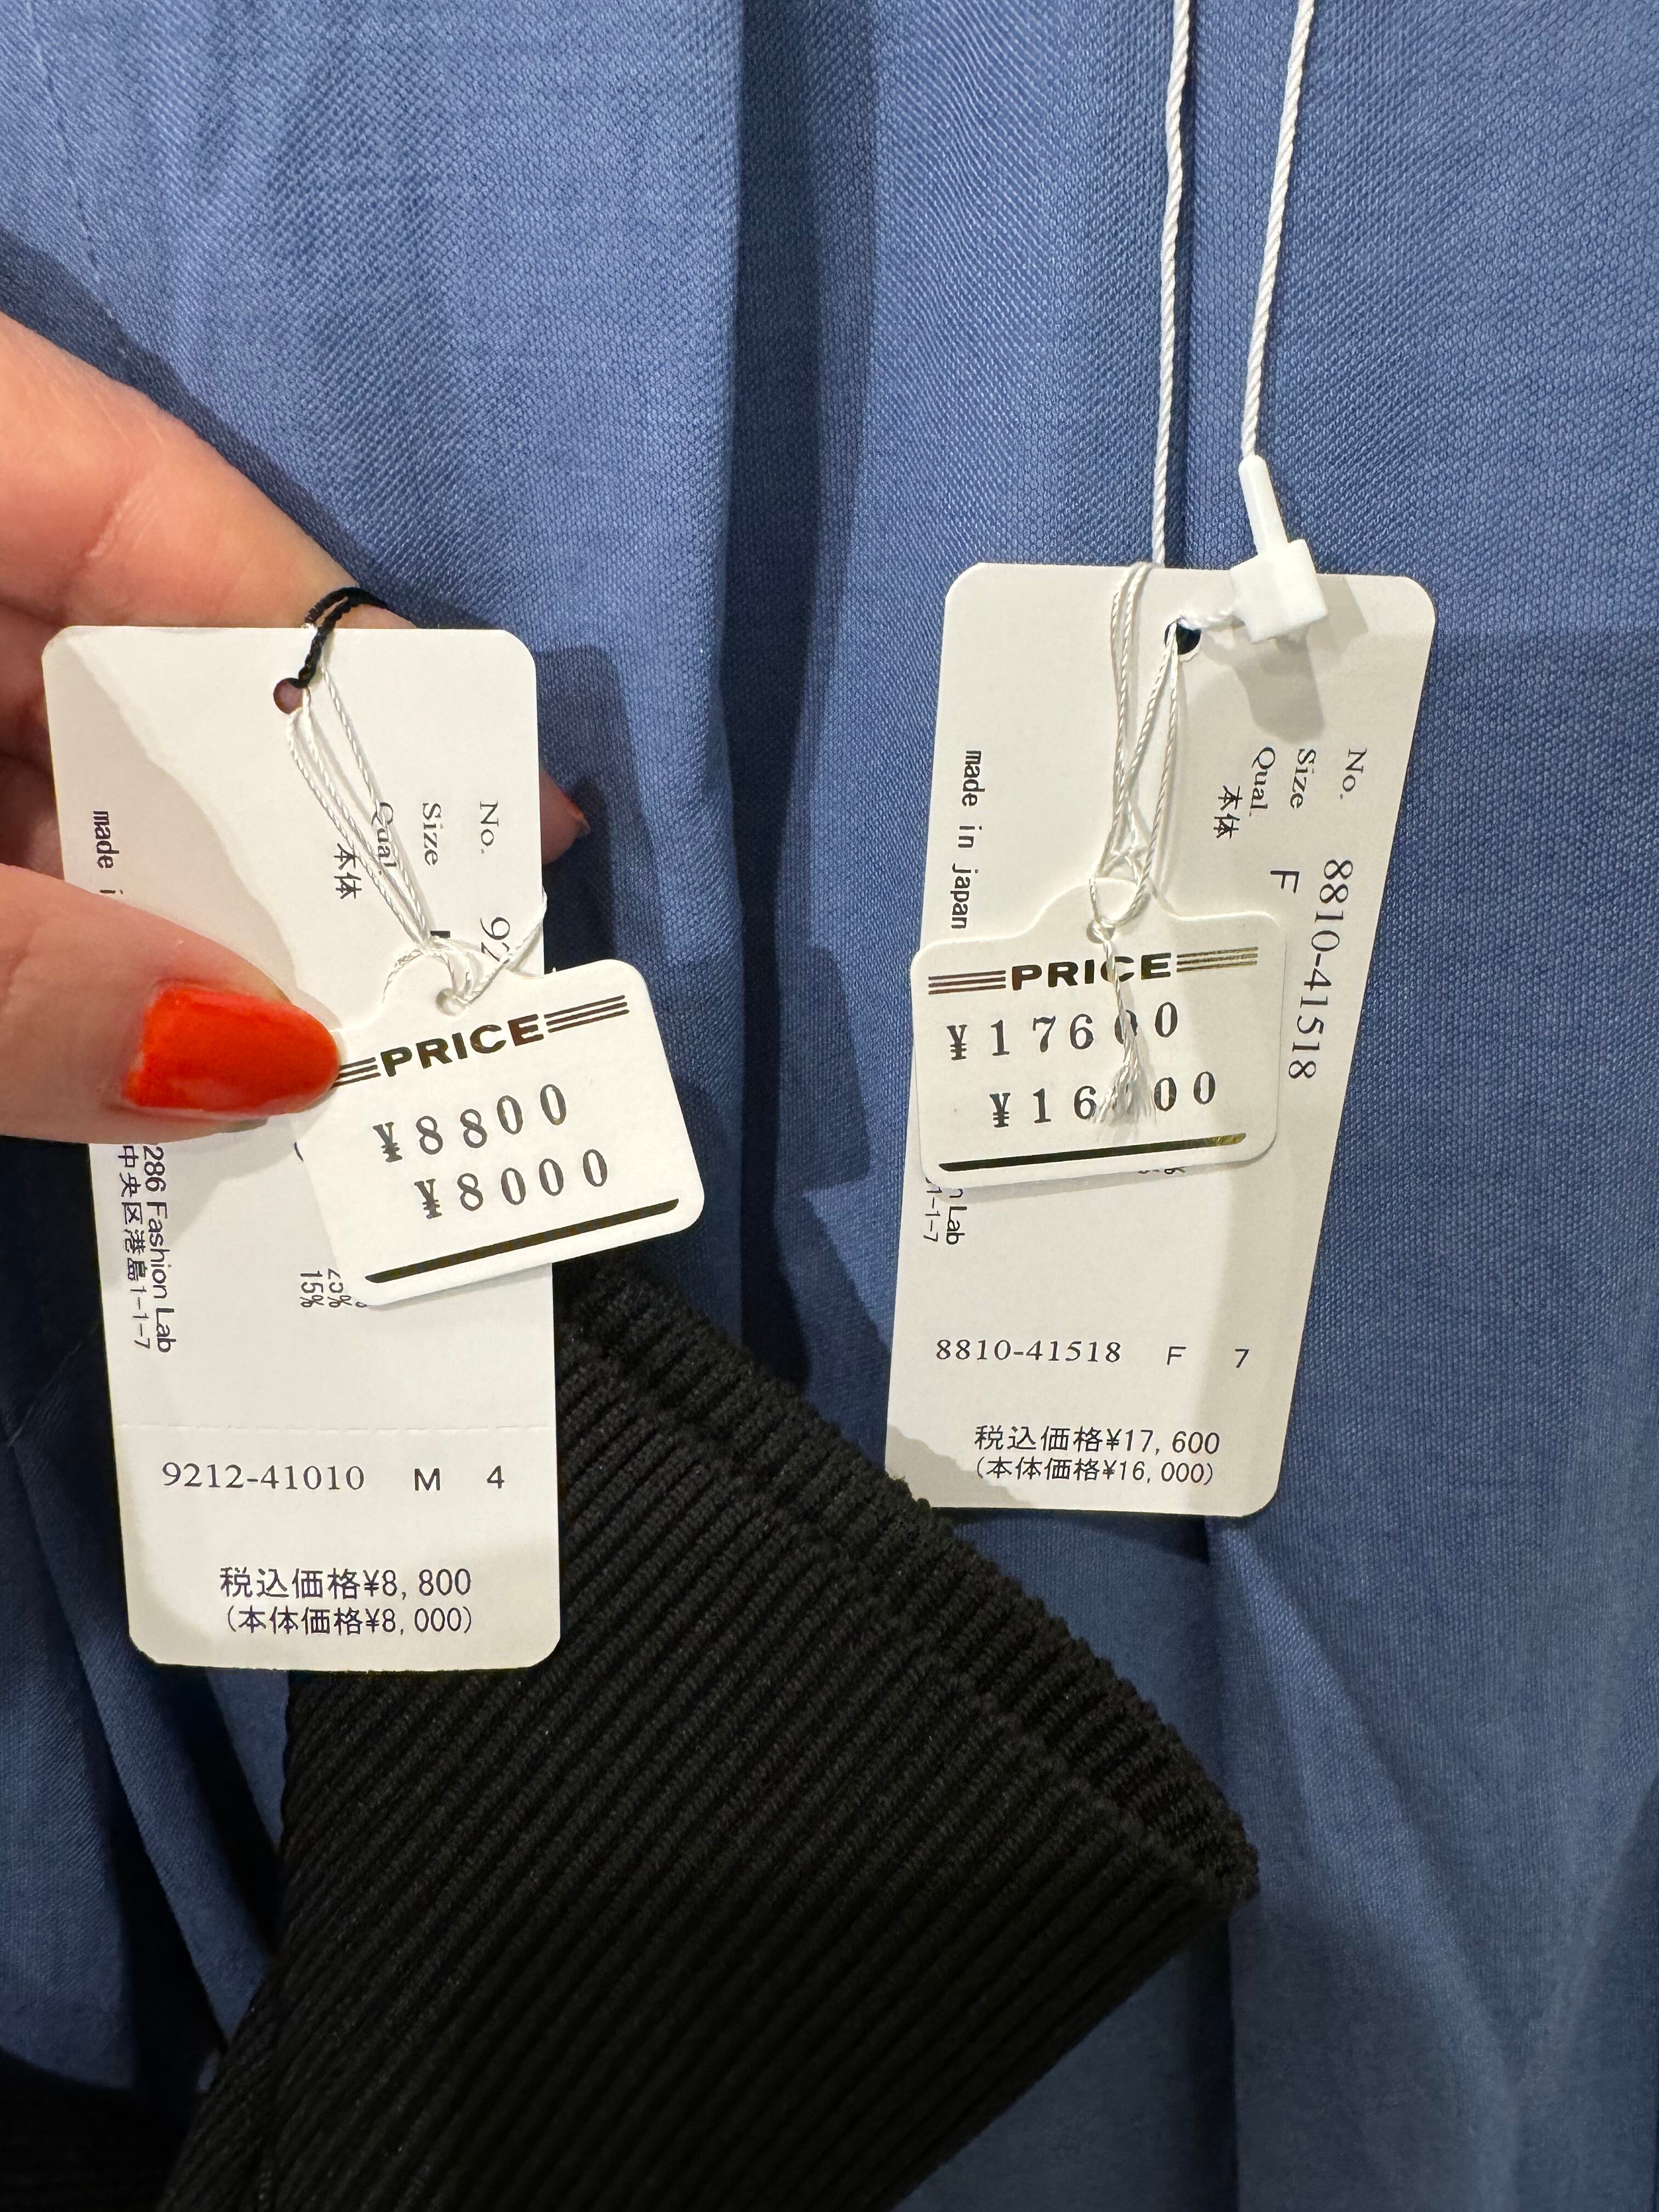 No.
Size
Qual.
本体
made
PRICE
¥8800
¥8000
25%
15%
286 Fashion Lab
中央区港島1-1-7
9212-41010 M 4
税込価格¥8,800
(本体価格¥8,000)
No. 8810-41518
Size F
Qual.
本体
made in japan
PRICE
¥17600
¥16000
Lab
1-1-7
8810-41518 F 7
税込価格¥17,600
(本体価格¥16,000)